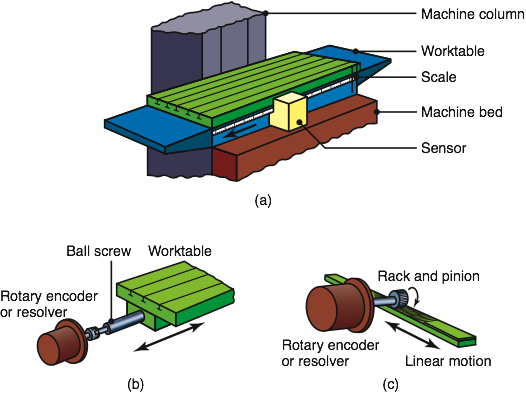 Machine column
Worktable
Scale
Machine bed
Sensor
(a)
Ball screw
Worktable
Rotary encoder
or resolver
(b)
Rack and pinion
Rotary encoder
or resolver
Linear motion
(c)